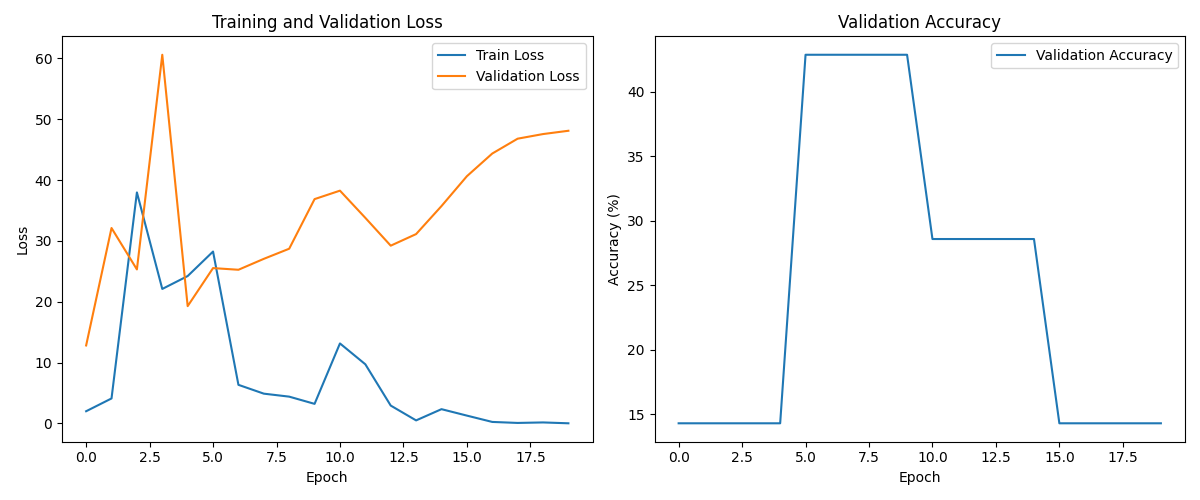 Training and Validation Loss
Train Loss
Validation Loss
60
50
40
30
20
10
0
Loss
0.0 2.5 5.0 7.5 10.0 12.5 15.0 17.5
Epoch
Validation Accuracy
Validation Accuracy
40
35
30
25
20
15
Accuracy (%)
0.0 2.5 5.0 7.5 10.0 12.5 15.0 17.5
Epoch